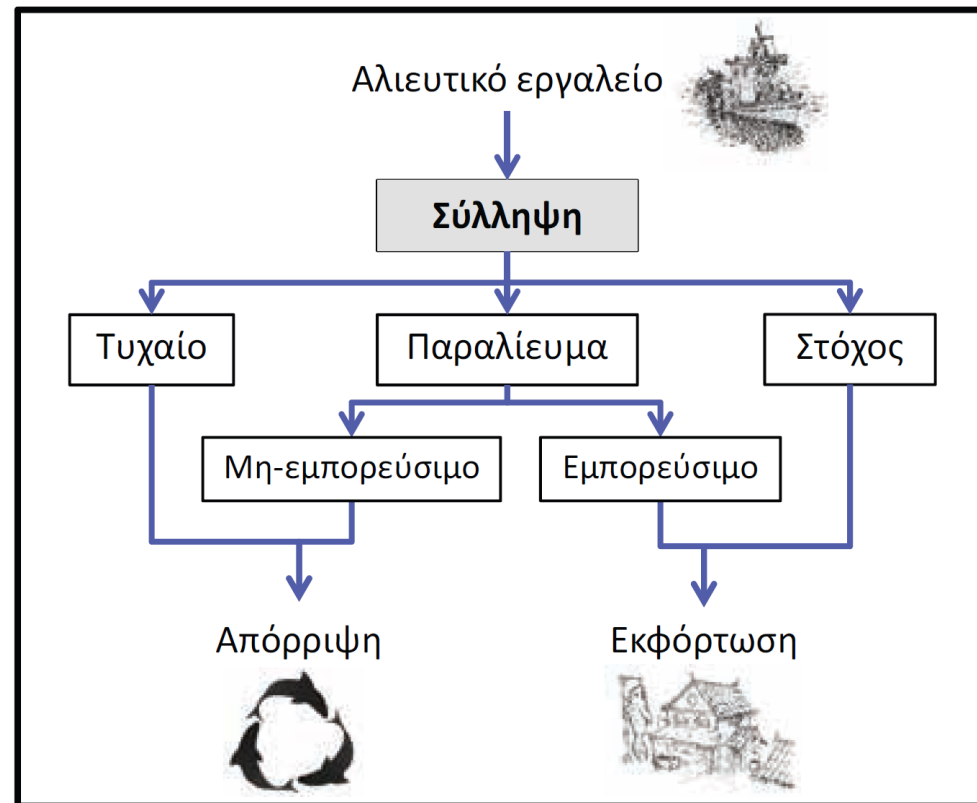 Αλιευτικό εργαλείο
Σύλληψη
Τυχαίο
Παραλίευμα
Στόχος
Μη-εμπορεύσιμο
Εμπορεύσιμο
Απόρριψη
Εκφόρτωση